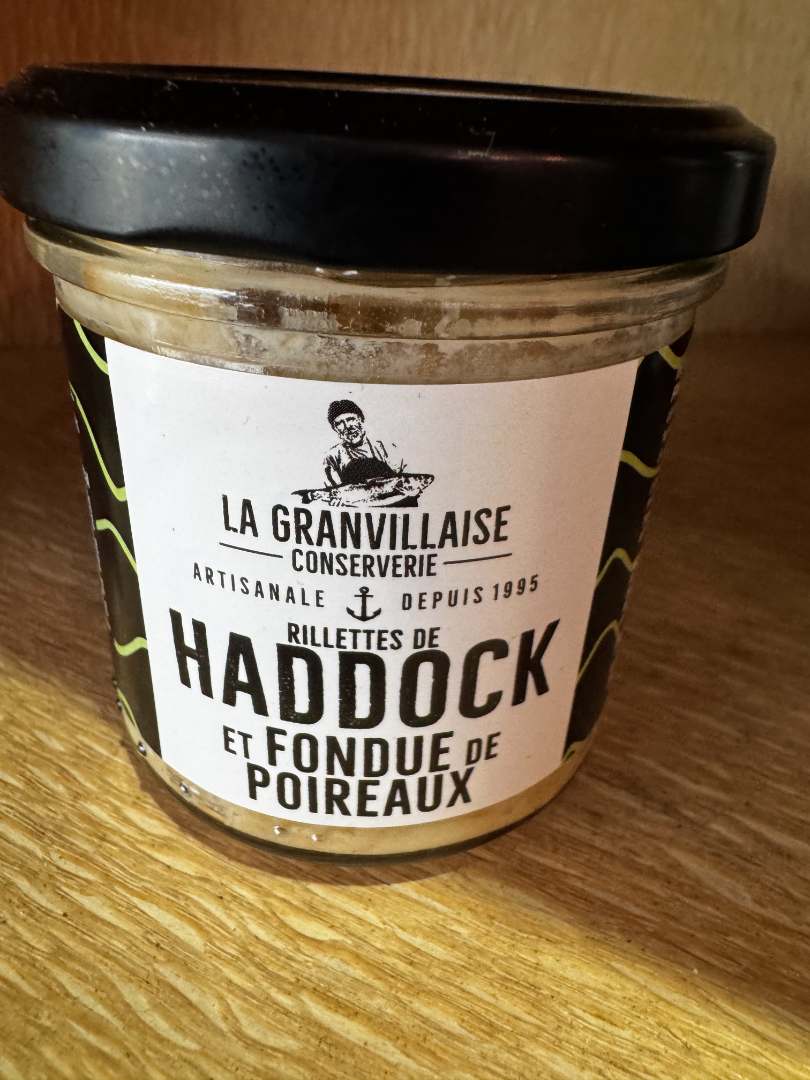 LA GRANVILLAISE
CONSERVERIE
ARTISANALE DEPUIS 1995
RILLETTES DE
HADDOCK
ET FONDUE DE
POIREAUX